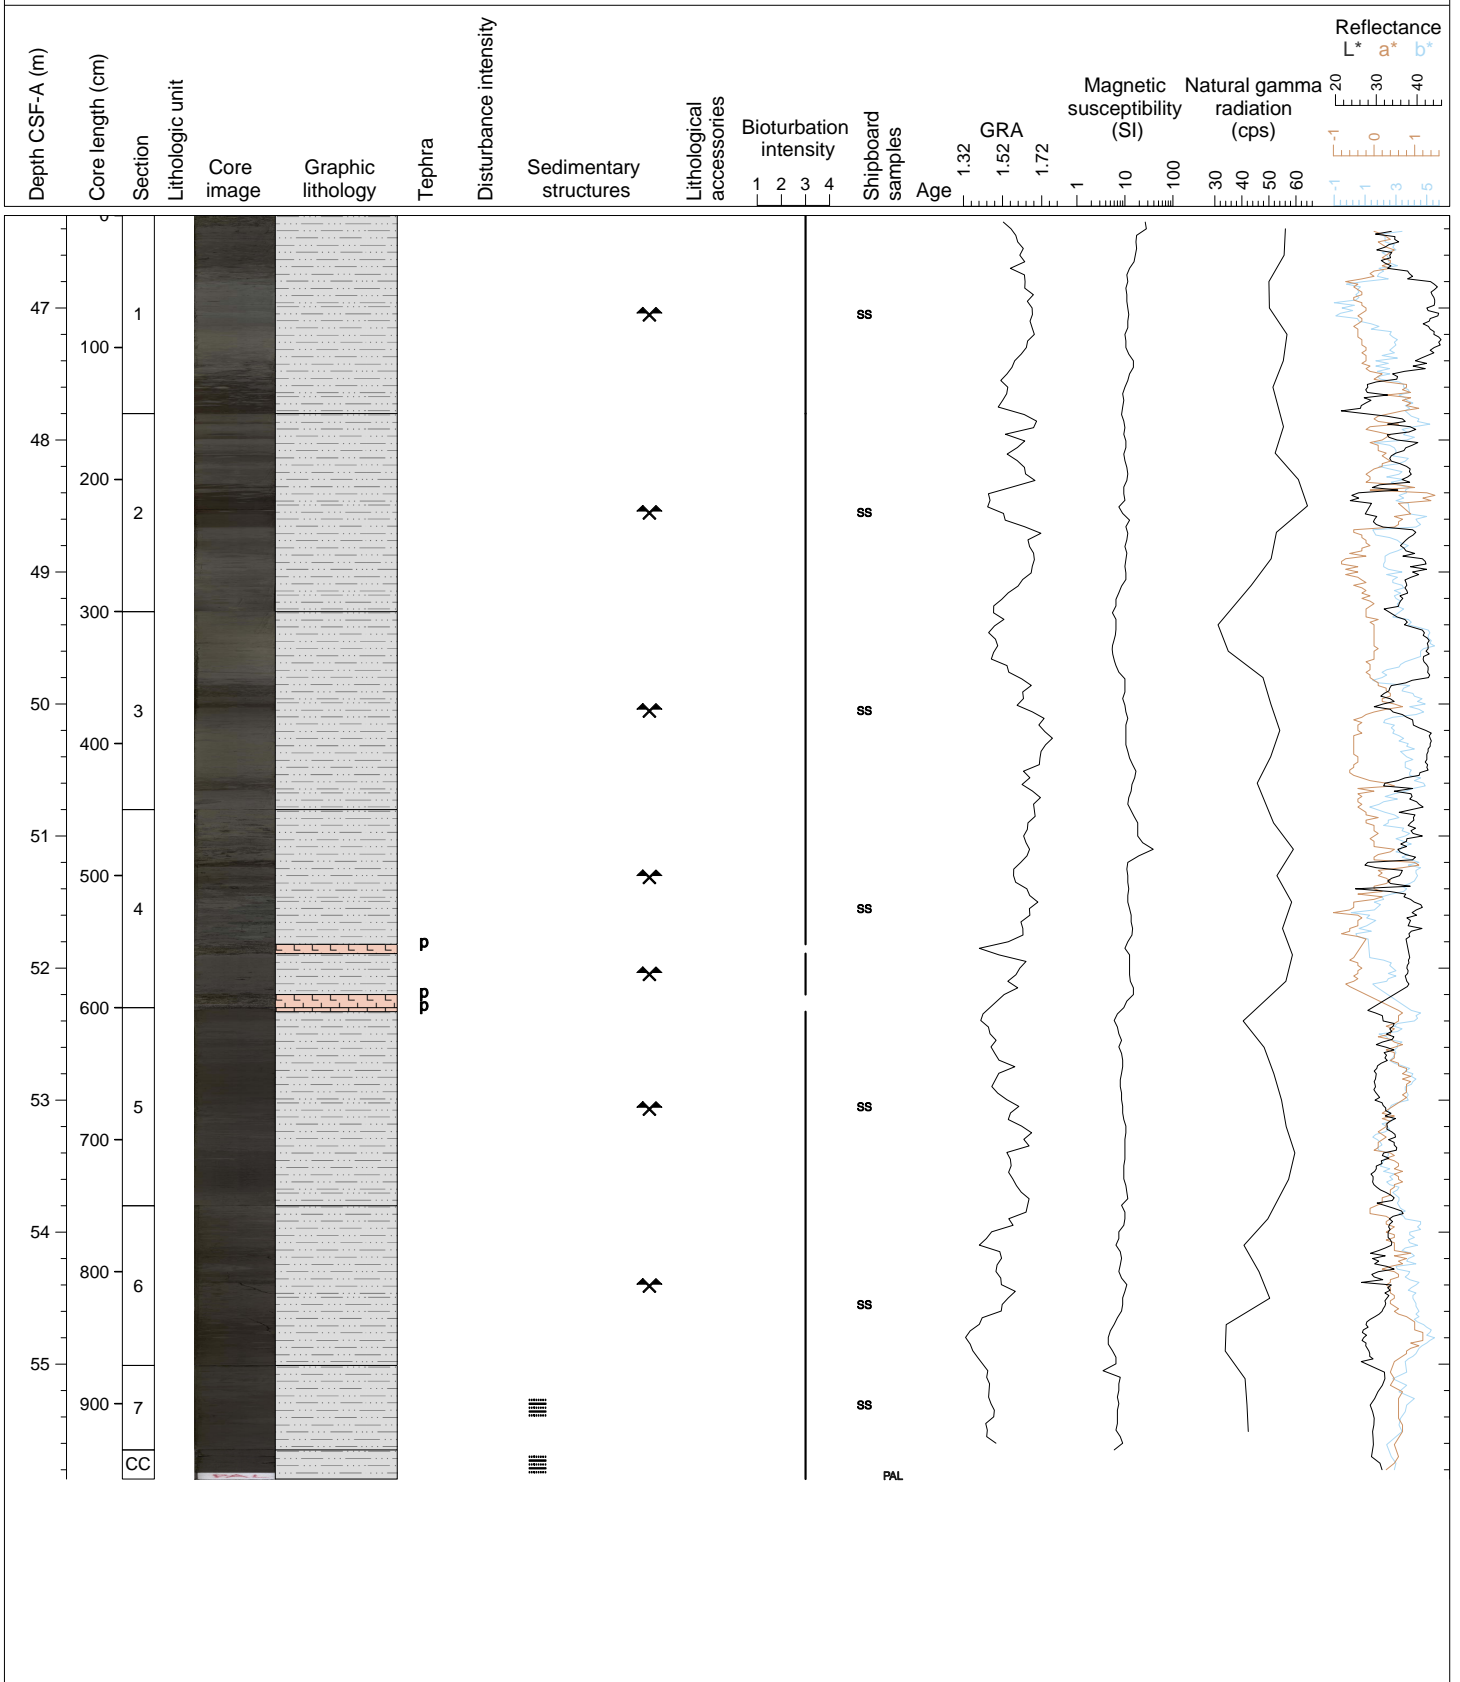 Depth CSF-A (m)
Core length (cm)
Section
Lithologic unit
Core
image
Graphic
lithology
Tephra
Disturbance intensity
Sedimentary
structures
Lithological
accessories
Bioturbation
intensity
1 2 3 4
Shipboard
samples
Age
GRA
1.32 1.52 1.72
Magnetic
susceptibility
(SI)
1 10 100
Natural gamma
radiation
(cps)
30 40 50 60
Reflectance
L* a* b*
20 30 40
-1 0 1
-1 1 3 5
0
47 1 ss
100
48
200
2 ss
49
300
50 3 ss
400
51
500
4 ss
p
52
p
600 p
53 5 ss
700
54
800
6
ss
55
900 7 ss
CC
PAL